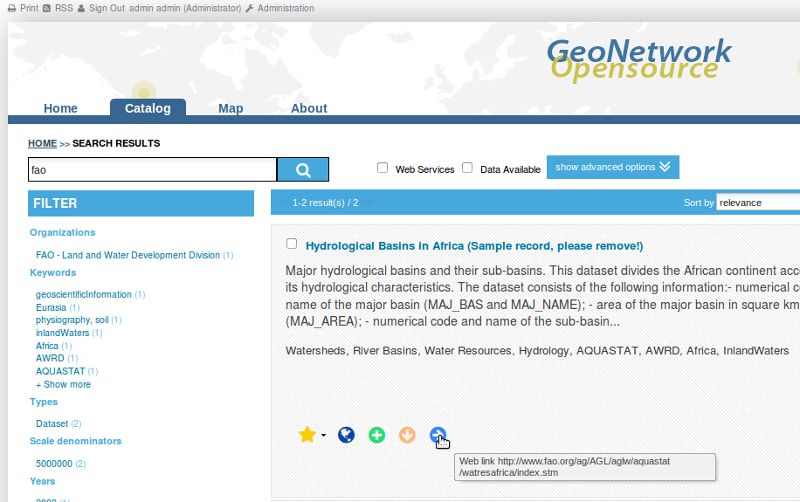 Print RSS Sign Out admin admin (Administrator) Administration
GeoNetwork
Opensource
Home Catalog Map About
HOME >> SEARCH RESULTS
fao
Web Services Data Available show advanced options
FILTER
1-2 result(s) / 2
Sort by relevance
Organizations
FAO - Land and Water Development Division (1)
Keywords
geoscientificInformation (1)
Eurasia (1)
physiography, soil (1)
inlandWaters (1)
Africa (1)
AWRD (1)
AQUASTAT (1)
+ Show more
Types
Dataset (2)
Scale denominators
5000000 (2)
Years
Hydrological Basins in Africa (Sample record, please remove!)
Major hydrological basins and their sub-basins. This dataset divides the African continent acc
its hydrological characteristics. The dataset consists of the following information:- numerical c
name of the major basin (MAJ_BAS and MAJ_NAME); - area of the major basin in square km
(MAJ_AREA); - numerical code and name of the sub-basin...
Watersheds, River Basins, Water Resources, Hydrology, AQUASTAT, AWRD, Africa, InlandWaters
Web link http://www.fao.org/ag/AGL/aglw/aquastat
/watresafrica/index.stm